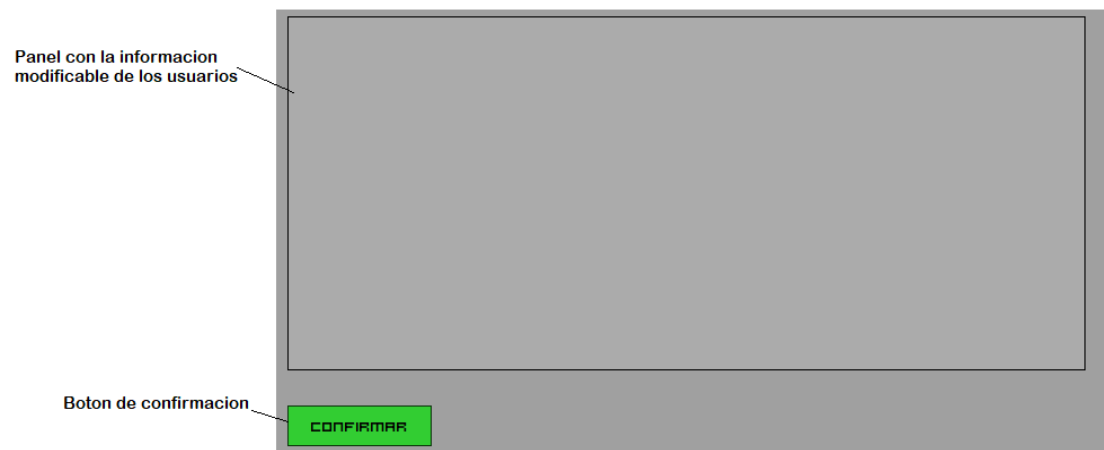 Panel con la informacion
modificable de los usuarios
Boton de confirmacion
CONFIRMAR